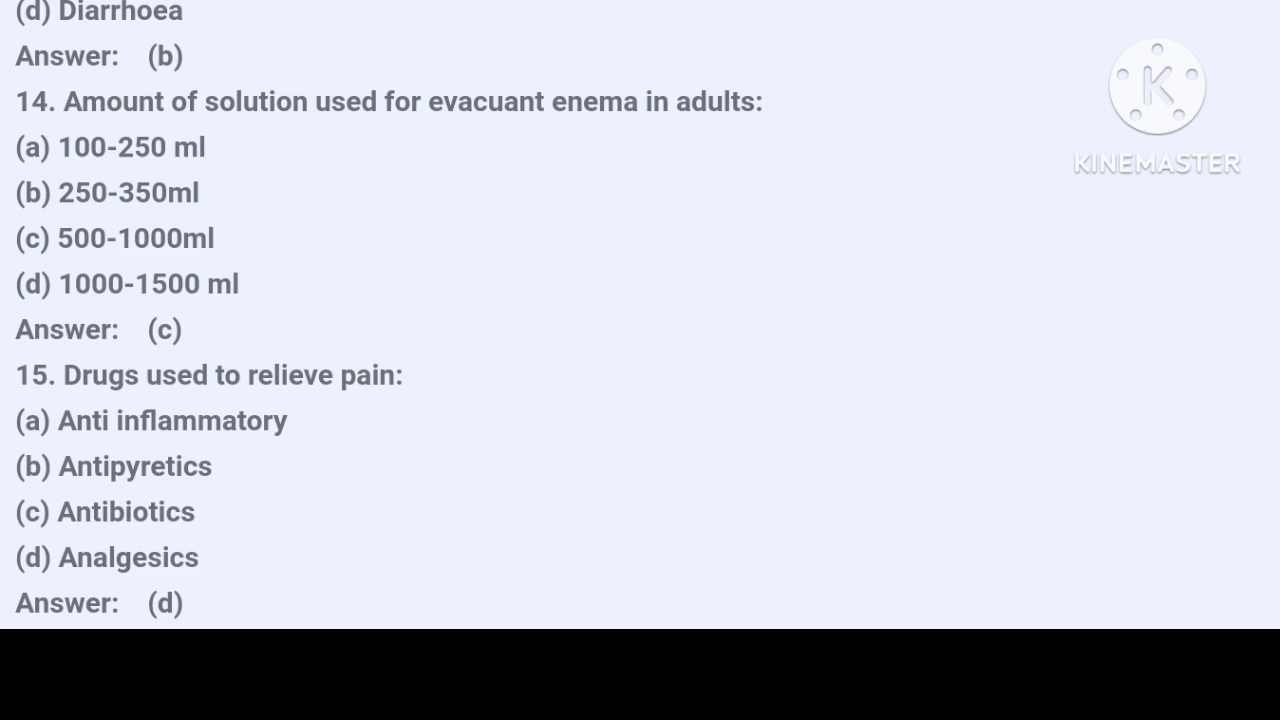 (d) Diarrhoea
Answer: (b)
14. Amount of solution used for evacuant enema in adults:
(a) 100-250 ml
(b) 250-350ml
(c) 500-1000ml
(d) 1000-1500 ml
Answer: (c)
15. Drugs used to relieve pain:
(a) Anti inflammatory
(b) Antipyretics
(c) Antibiotics
(d) Analgesics
Answer: (d)
K
KINEMASTER